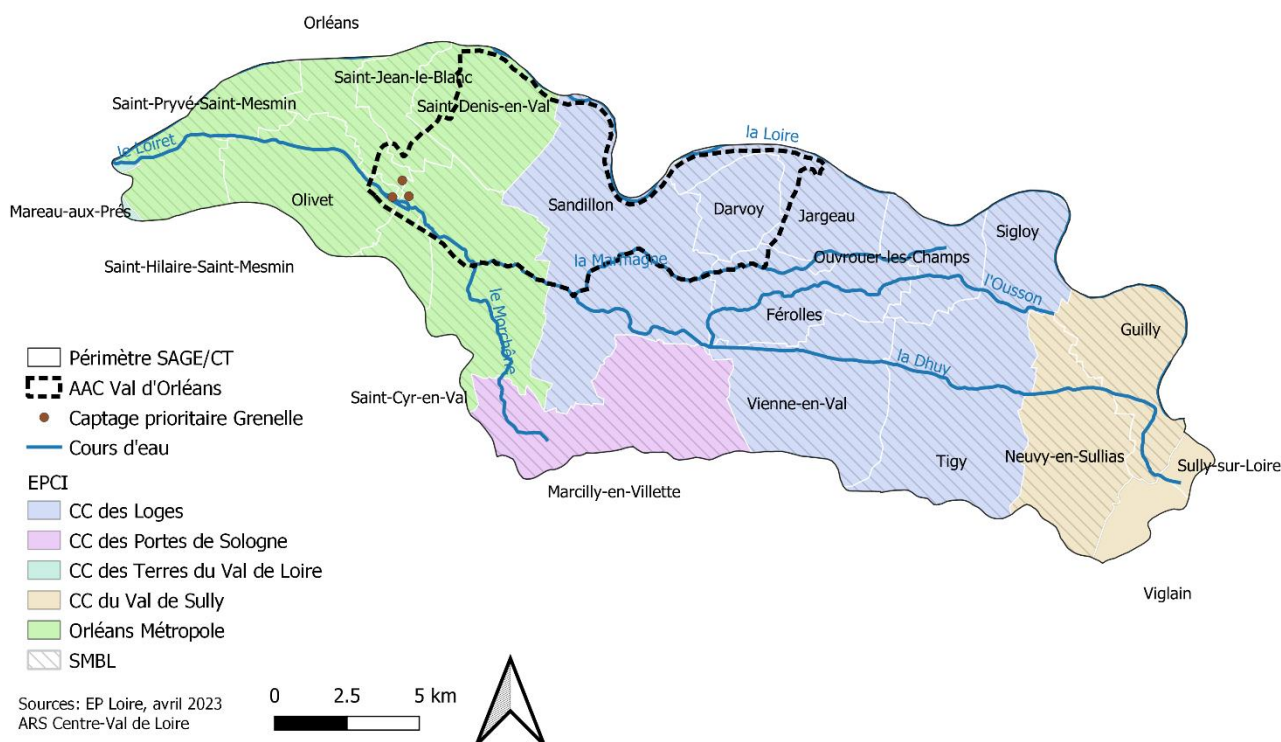 Orléans
Saint-Jean-le-Blanc
Saint-Pryvé-Saint-Mesmin
Saint-Denis-en-Val
le Loiret
la Loire
Olivet
Mareau-aux-Prés
Sandillon
Darvoy
Jargeau
Sigloy
Saint-Hilaire-Saint-Mesmin
la Marmagne
Ouvrouer-les-Champs
l'Ousson
le Morchêne
Férolles
Guilly
la Dhuy
Saint-Cyr-en-Val
Vienne-en-Val
Tigy
Neuvy-en-Sullias
Sully-sur-Loire
Marcilly-en-Villette
Viglain
Périmètre SAGE/CT
AAC Val d'Orléans
Captage prioritaire Grenelle
Cours d'eau
EPCI
CC des Loges
CC des Portes de Sologne
CC des Terres du Val de Loire
CC du Val de Sully
Orléans Métropole
SMBL
Sources: EP Loire, avril 2023
ARS Centre-Val de Loire
0 2.5 5 km